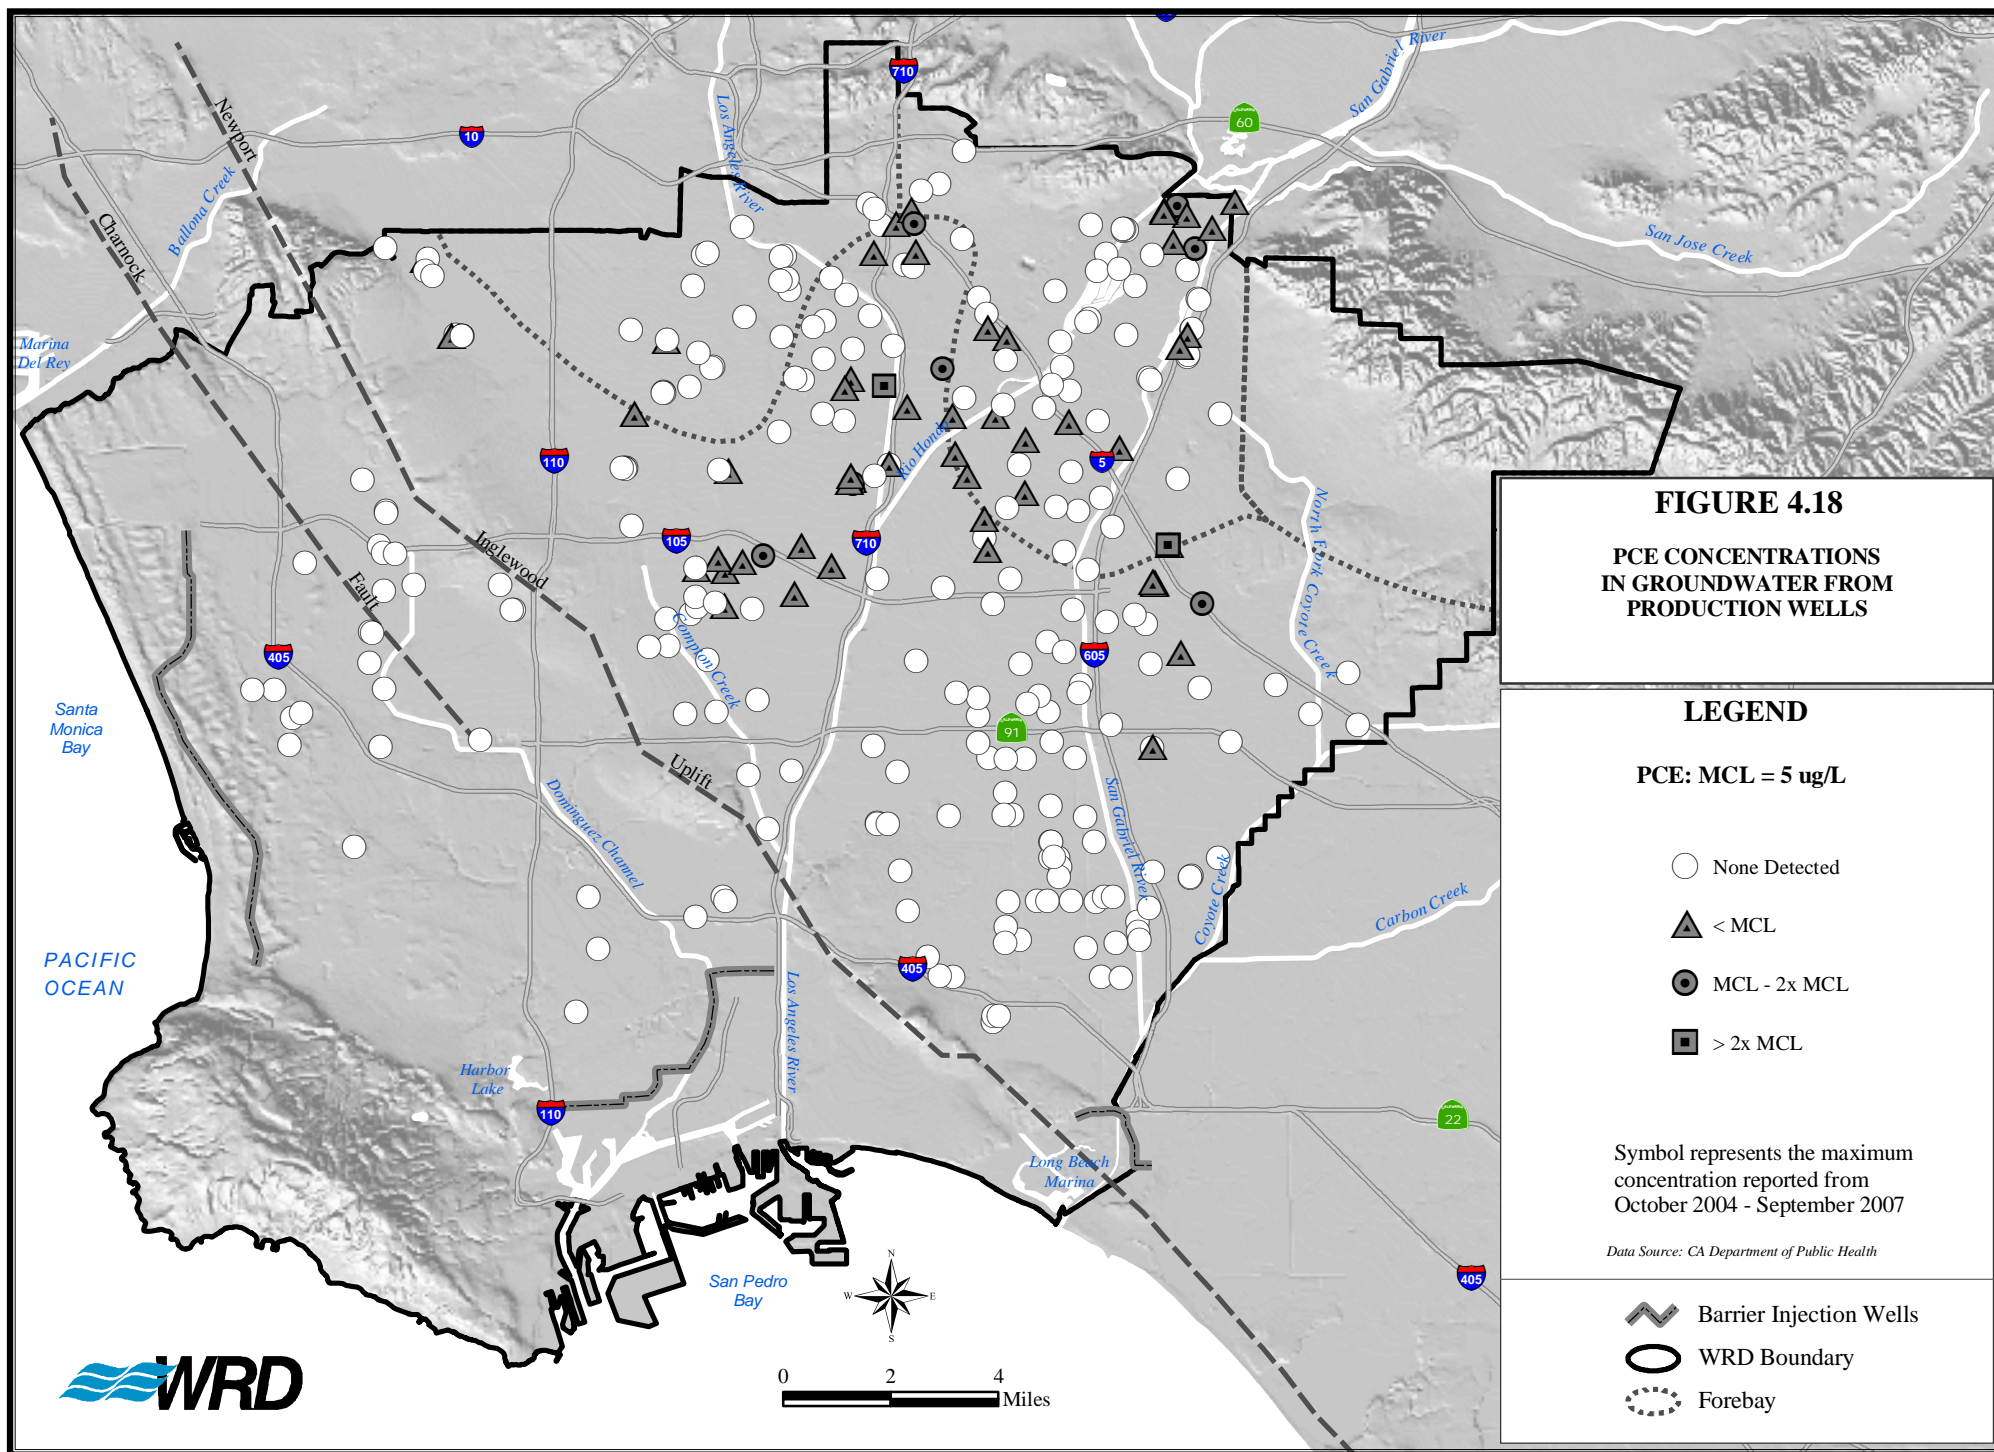 710
10
60
San Gabriel River
Los Angeles River
Newport
Ballona Creek
Charnock
San Jose Creek
Marina
Del Rey
110
5
Rio Hondo
105
710
Inglewood
North Fork Coyote Creek
Fault
Compton Creek
405
605
Santa
Monica
Bay
91
Uplift
Dominguez Channel
San Gabriel River
Coyote Creek
Carbon Creek
PACIFIC
OCEAN
405
Los Angeles River
Harbor
Lake
110
22
Long Beach
Marina
405
San Pedro
Bay
N
W
E
S
0 2 4
Miles
WRD
FIGURE 4.18
PCE CONCENTRATIONS
IN GROUNDWATER FROM
PRODUCTION WELLS
LEGEND
PCE: MCL = 5 ug/L
None Detected
< MCL
MCL - 2x MCL
> 2x MCL
Symbol represents the maximum
concentration reported from
October 2004 - September 2007
Data Source: CA Department of Public Health
Barrier Injection Wells
WRD Boundary
Forebay